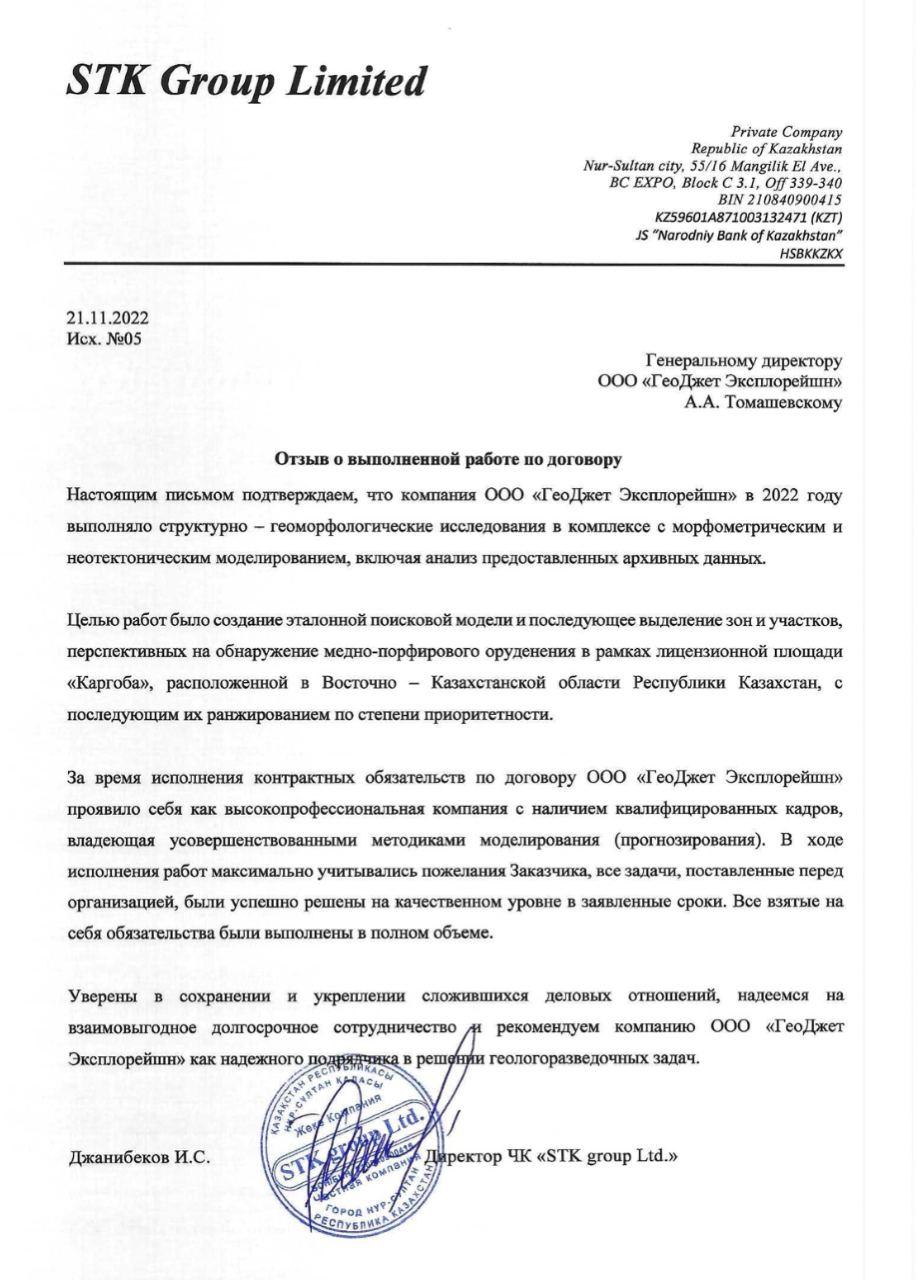 STK Group Limited
Private Company
Republic of Kazakhstan
Nur-Sultan city, 55/16 Mangilik El Ave.,
BC EXPO, Block C 3.1, Off 339-340
BIN 210840900415
KZ59601A871003132471 (KZT)
JS "Narodniy Bank of Kazakhstan"
HSBKKZKX
21.11.2022
Исх. №05
Генеральному директору
ООО «ГеоДжет Эксплорейшн»
А.А. Томашевскому
Отзыв о выполненной работе по договору
Настоящим письмом подтверждаем, что компания ООО «ГеоДжет Эксплорейшн» в 2022 году
выполняло структурно – геоморфологические исследования в комплексе с морфометрическим и
неотектоническим моделированием, включая анализ предоставленных архивных данных.
Целью работ было создание эталонной поисковой модели и последующее выделение зон и участков,
перспективных на обнаружение медно-порфирового оруденения в рамках лицензионной площади
«Каргоба», расположенной в Восточно – Казахстанской области Республики Казахстан, с
последующим их ранжированием по степени приоритетности.
За время исполнения контрактных обязательств по договору ООО «ГеоДжет Эксплорейшн»
проявило себя как высокопрофессиональная компания с наличием квалифицированных кадров,
владеющая усовершенствованными методиками моделирования (прогнозирования). В ходе
исполнения работ максимально учитывались пожелания Заказчика, все задачи, поставленные перед
организацией, были успешно решены на качественном уровне в заявленные сроки. Все взятые на
себя обязательства были выполнены в полном объеме.
Уверены в сохранении и укреплении сложившихся деловых отношений, надеемся на
взаимовыгодное долгосрочное сотрудничество и рекомендуем компанию ООО «ГеоДжет
Эксплорейшн» как надежного подрядчика в решении геологоразведочных задач.
ҚАЗАҚСТАН РЕСПУБЛИКАСЫ
НҰР-СҰЛТАН ҚАЛАСЫ
Жеке Компания
STK group Ltd.
Частная компания
ГОРОД НУР-СУЛТАН
РЕСПУБЛИКА КАЗАХСТАН
Джанибеков И.С.
Директор ЧК «STK group Ltd.»